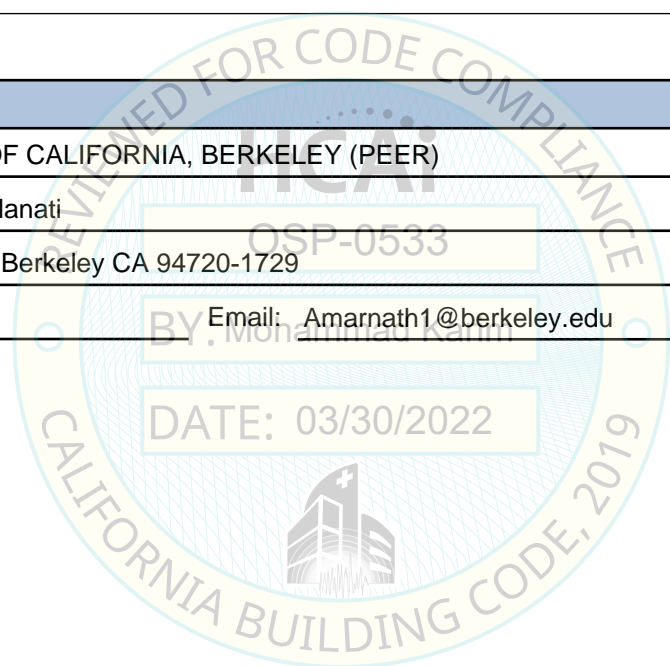 REVIEWED FOR CODE COMPLIANCE
HCAi
OF CALIFORNIA, BERKELEY (PEER)
lanati
OSP-0533
Berkeley CA 94720-1729
Email: Amarnath1@berkeley.edu
BY: Mohammad Karim
DATE: 03/30/2022
CALIFORNIA BUILDING CODE, 2019